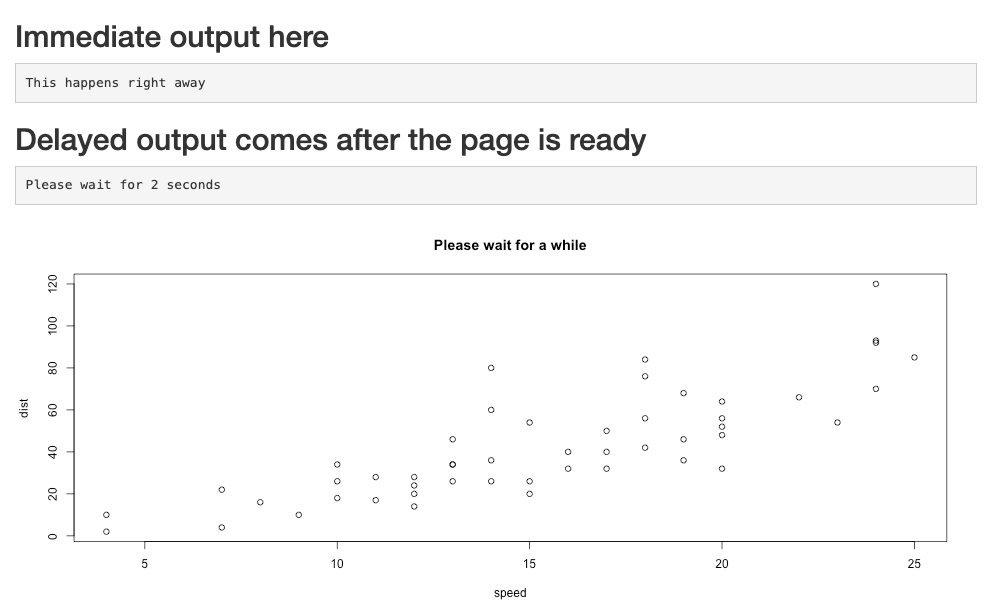 Immediate output here
This happens right away
Delayed output comes after the page is ready
Please wait for 2 seconds
Please wait for a while
120
100
80
60
40
20
0
dist
5 10 15 20 25
speed